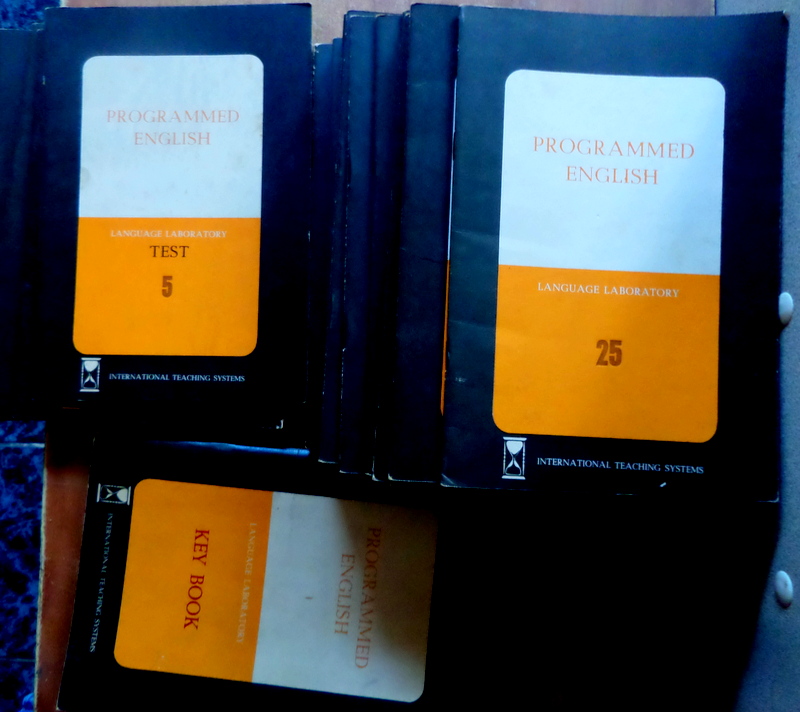 PROGRAMMED
ENGLISH
LANGUAGE LABORATORY
TEST
5
INTERNATIONAL TEACHING SYSTEMS
PROGRAMMED
ENGLISH
LANGUAGE LABORATORY
25
INTERNATIONAL TEACHING SYSTEMS
PROGRAMMED
ENGLISH
LANGUAGE LABORATORY
KEY BOOK
INTERNATIONAL TEACHING SYSTEMS